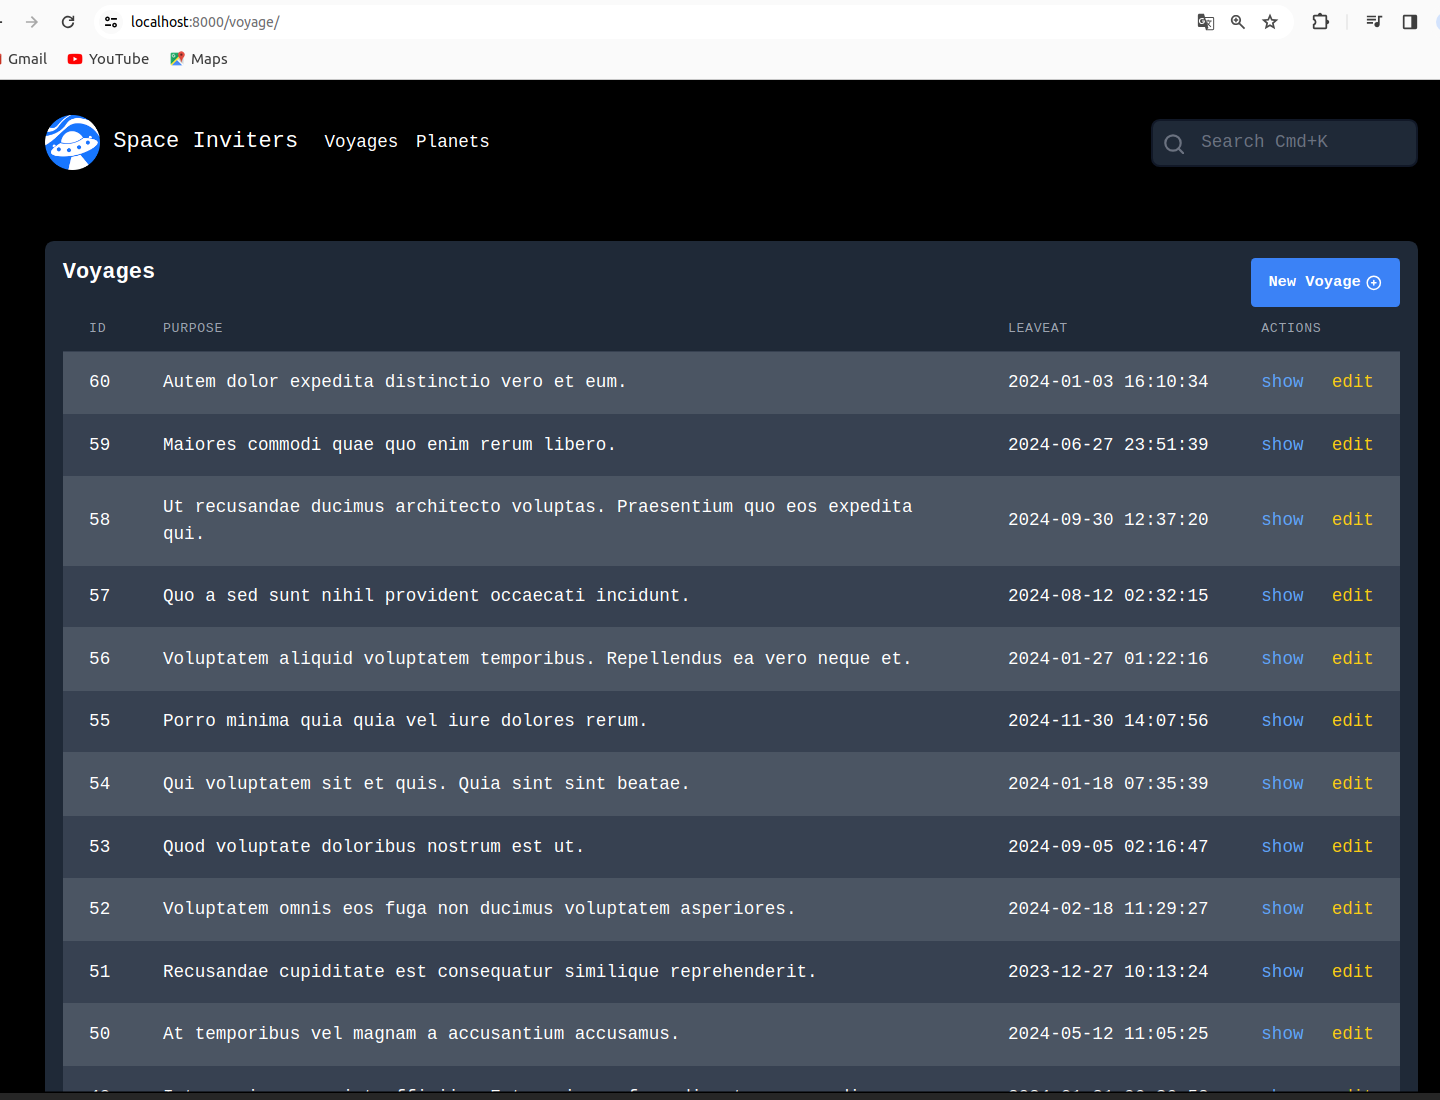 localhost:8000/voyage/
Gmail YouTube Maps
Space Inviters Voyages Planets Search Cmd+K
Voyages New Voyage
ID PURPOSE LEAVEAT ACTIONS
60 Autem dolor expedita distinctio vero et eum. 2024-01-03 16:10:34 show edit
59 Maiores commodi quae quo enim rerum libero. 2024-06-27 23:51:39 show edit
58 Ut recusandae ducimus architecto voluptas. Praesentium quo eos expedita
qui. 2024-09-30 12:37:20 show edit
57 Quo a sed sunt nihil provident occaecati incidunt. 2024-08-12 02:32:15 show edit
56 Voluptatem aliquid voluptatem temporibus. Repellendus ea vero neque et. 2024-01-27 01:22:16 show edit
55 Porro minima quia quia vel iure dolores rerum. 2024-11-30 14:07:56 show edit
54 Qui voluptatem sit et quis. Quia sint sint beatae. 2024-01-18 07:35:39 show edit
53 Quod voluptate doloribus nostrum est ut. 2024-09-05 02:16:47 show edit
52 Voluptatem omnis eos fuga non ducimus voluptatem asperiores. 2024-02-18 11:29:27 show edit
51 Recusandae cupiditate est consequatur similique reprehenderit. 2023-12-27 10:13:24 show edit
50 At temporibus vel magnam a accusantium accusamus. 2024-05-12 11:05:25 show edit